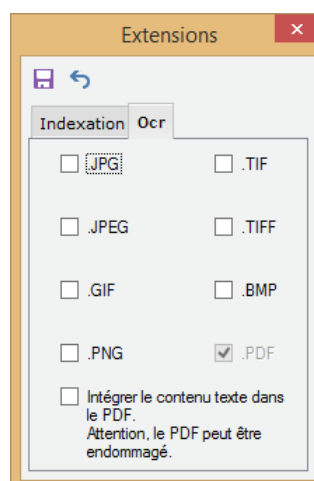 Extensions
Indexation Ocr
.JPG .TIF
.JPEG .TIFF
.GIF .BMP
.PNG .PDF
Intégrer le contenu texte dans
le PDF.
Attention, le PDF peut être
endommagé.